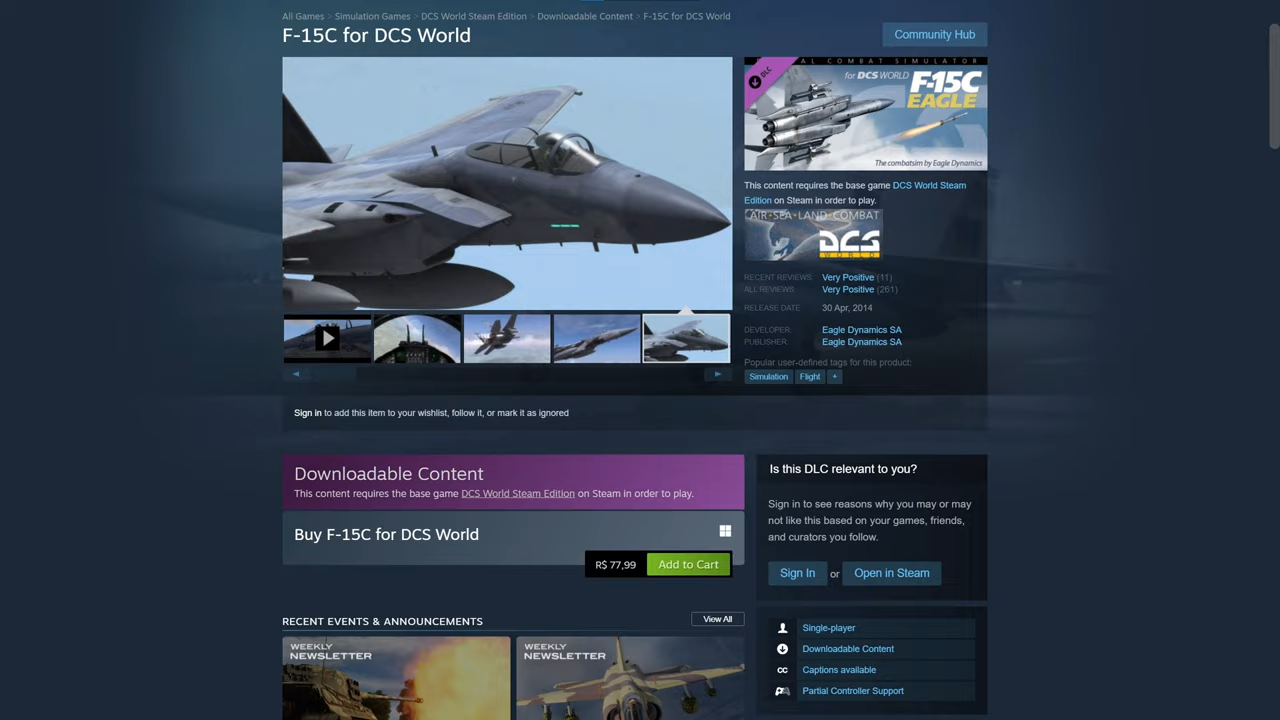 All Games > Simulation Games > DCS World Steam Edition > Downloadable Content > F-15C for DCS World
F-15C for DCS World
Community Hub
DLC
AL COMBAT SIMULATOR
for DCS WORLD
F-15C
EAGLE
The combatsim by Eagle Dynamics
This content requires the base game DCS World Steam
Edition on Steam in order to play.
AIR•SEA•LAND•COMBAT
DCS
WORLD
RECENT REVIEWS: Very Positive (11)
ALL REVIEWS: Very Positive (261)
RELEASE DATE: 30 Apr, 2014
DEVELOPER: Eagle Dynamics SA
PUBLISHER: Eagle Dynamics SA
Popular user-defined tags for this product:
Simulation Flight +
Sign in to add this item to your wishlist, follow it, or mark it as ignored
Downloadable Content
This content requires the base game DCS World Steam Edition on Steam in order to play.
Buy F-15C for DCS World
R$ 77,99 Add to Cart
Is this DLC relevant to you?
Sign in to see reasons why you may or may
not like this based on your games, friends,
and curators you follow.
Sign In or Open in Steam
RECENT EVENTS & ANNOUNCEMENTS
View All
WEEKLY
NEWSLETTER
WEEKLY
NEWSLETTER
Single-player
Downloadable Content
CC Captions available
Partial Controller Support